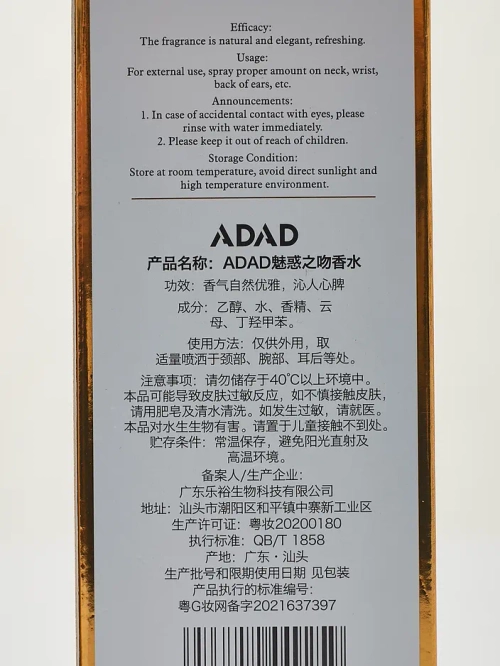 Efficacy:
The fragrance is natural and elegant, refreshing.
Usage:
For external use, spray proper amount on neck, wrist,
back of ears, etc.
Announcements:
1. In case of accidental contact with eyes, please
rinse with water immediately.
2. Please keep it out of reach of children.
Storage Condition:
Store at room temperature, avoid direct sunlight and
high temperature environment.
ADAD
产品名称：ADAD魅惑之吻香水
功效：香气自然优雅，沁人心脾
成分：乙醇、水、香精、云
母、丁羟甲苯。
使用方法：仅供外用，取
适量喷洒于颈部、腕部、耳后等处。
注意事项：请勿储存于40°C以上环境中。
本品可能导致皮肤过敏反应，如不慎接触皮肤，
请用肥皂及清水清洗。如发生过敏，请就医。
本品对水生生物有害。请置于儿童接触不到处。
贮存条件：常温保存，避免阳光直射及
高温环境。
备案人/生产企业：
广东乐裕生物科技有限公司
地址：汕头市潮阳区和平镇中寨新工业区
生产许可证：粤妆20200180
执行标准：QB/T 1858
产地：广东·汕头
生产批号和限期使用日期 见包装
产品执行的标准编号：
粤G妆网备字2021637397